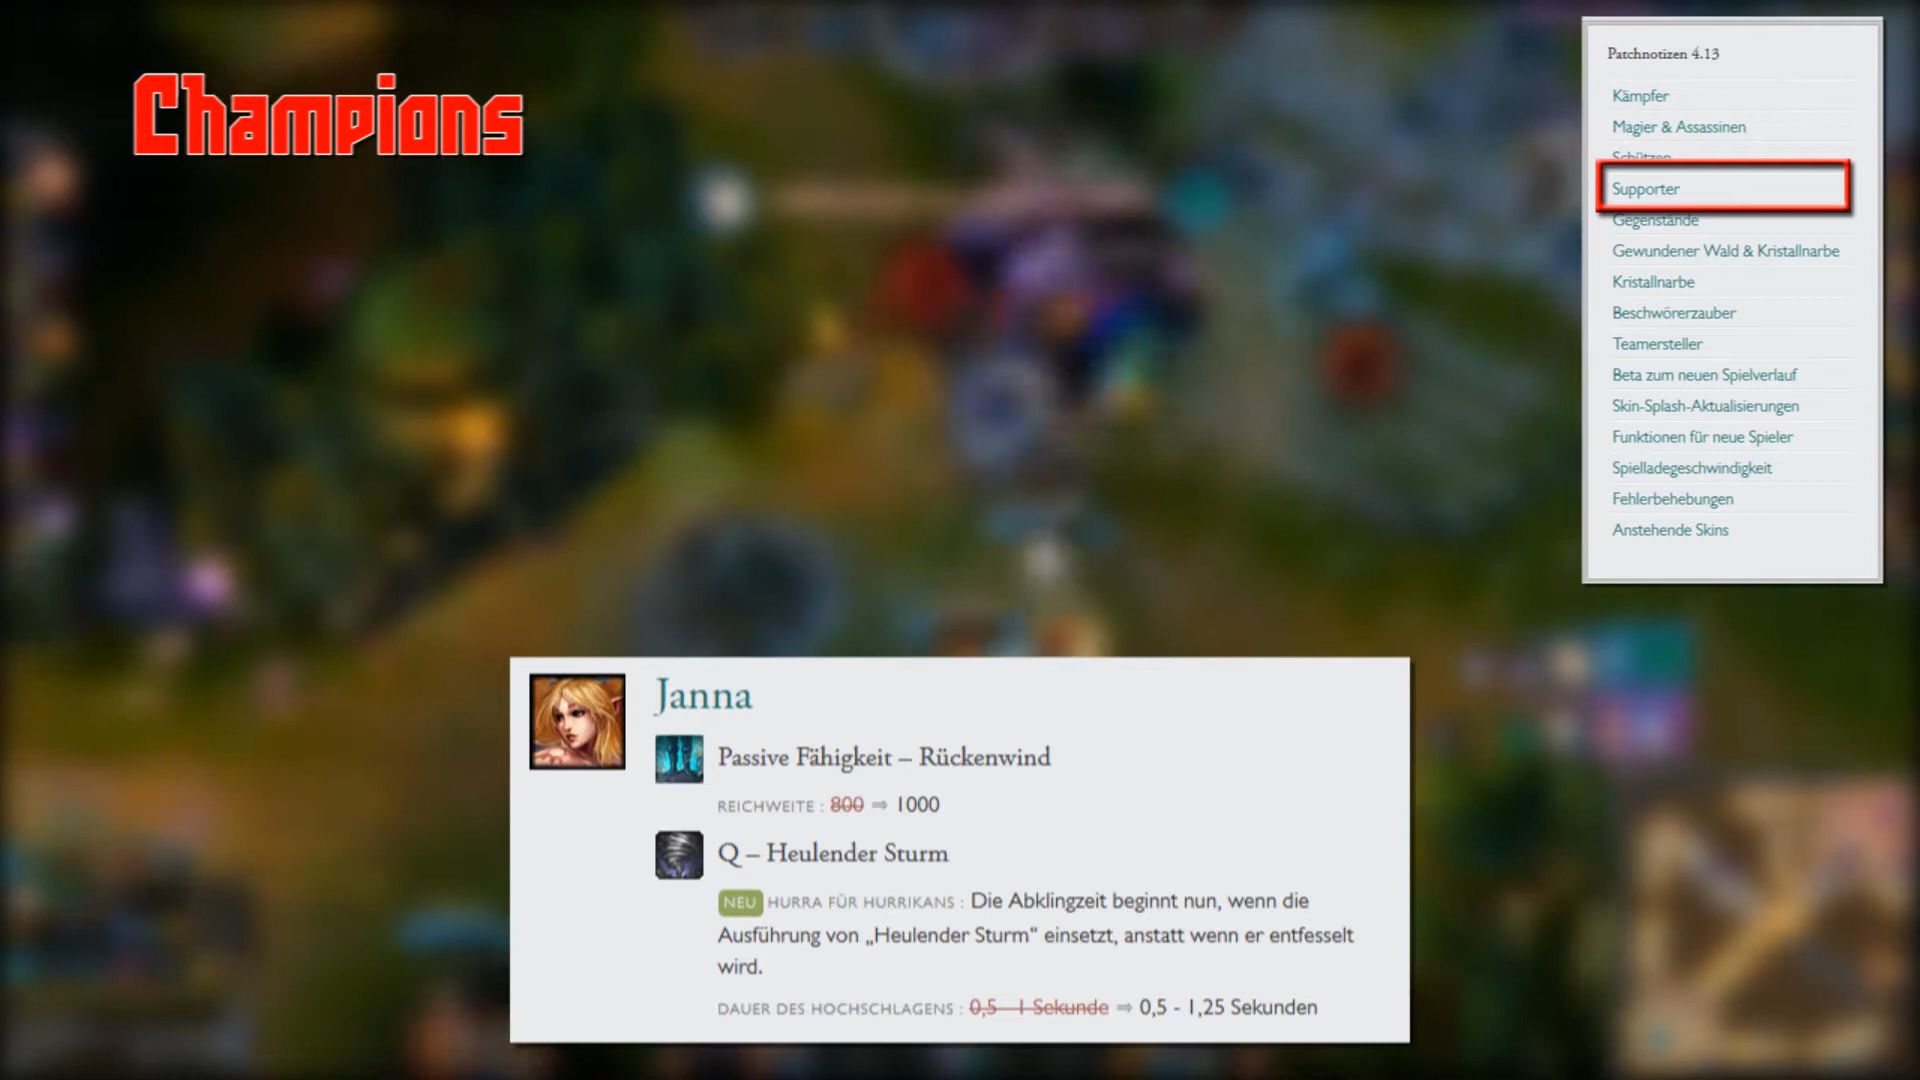 Champions
Patchnotizen 4.13
Kämpfer
Magier & Assassinen
Schützen
Supporter
Gegenstände
Gewundener Wald & Kristallnarbe
Kristallnarbe
Beschwörerzauber
Teamersteller
Beta zum neuen Spielverlauf
Skin-Splash-Aktualisierungen
Funktionen für neue Spieler
Spielladegeschwindigkeit
Fehlerbehebungen
Anstehende Skins
Janna
Passive Fähigkeit – Rückenwind
REICHWEITE : 800 ⇒ 1000
Q – Heulender Sturm
NEU HURRA FÜR HURRIKANS : Die Abklingzeit beginnt nun, wenn die
Ausführung von „Heulender Sturm“ einsetzt, anstatt wenn er entfesselt
wird.
DAUER DES HOCHSCHLAGENS : 0,5 - 1 Sekunde ⇒ 0,5 - 1,25 Sekunden